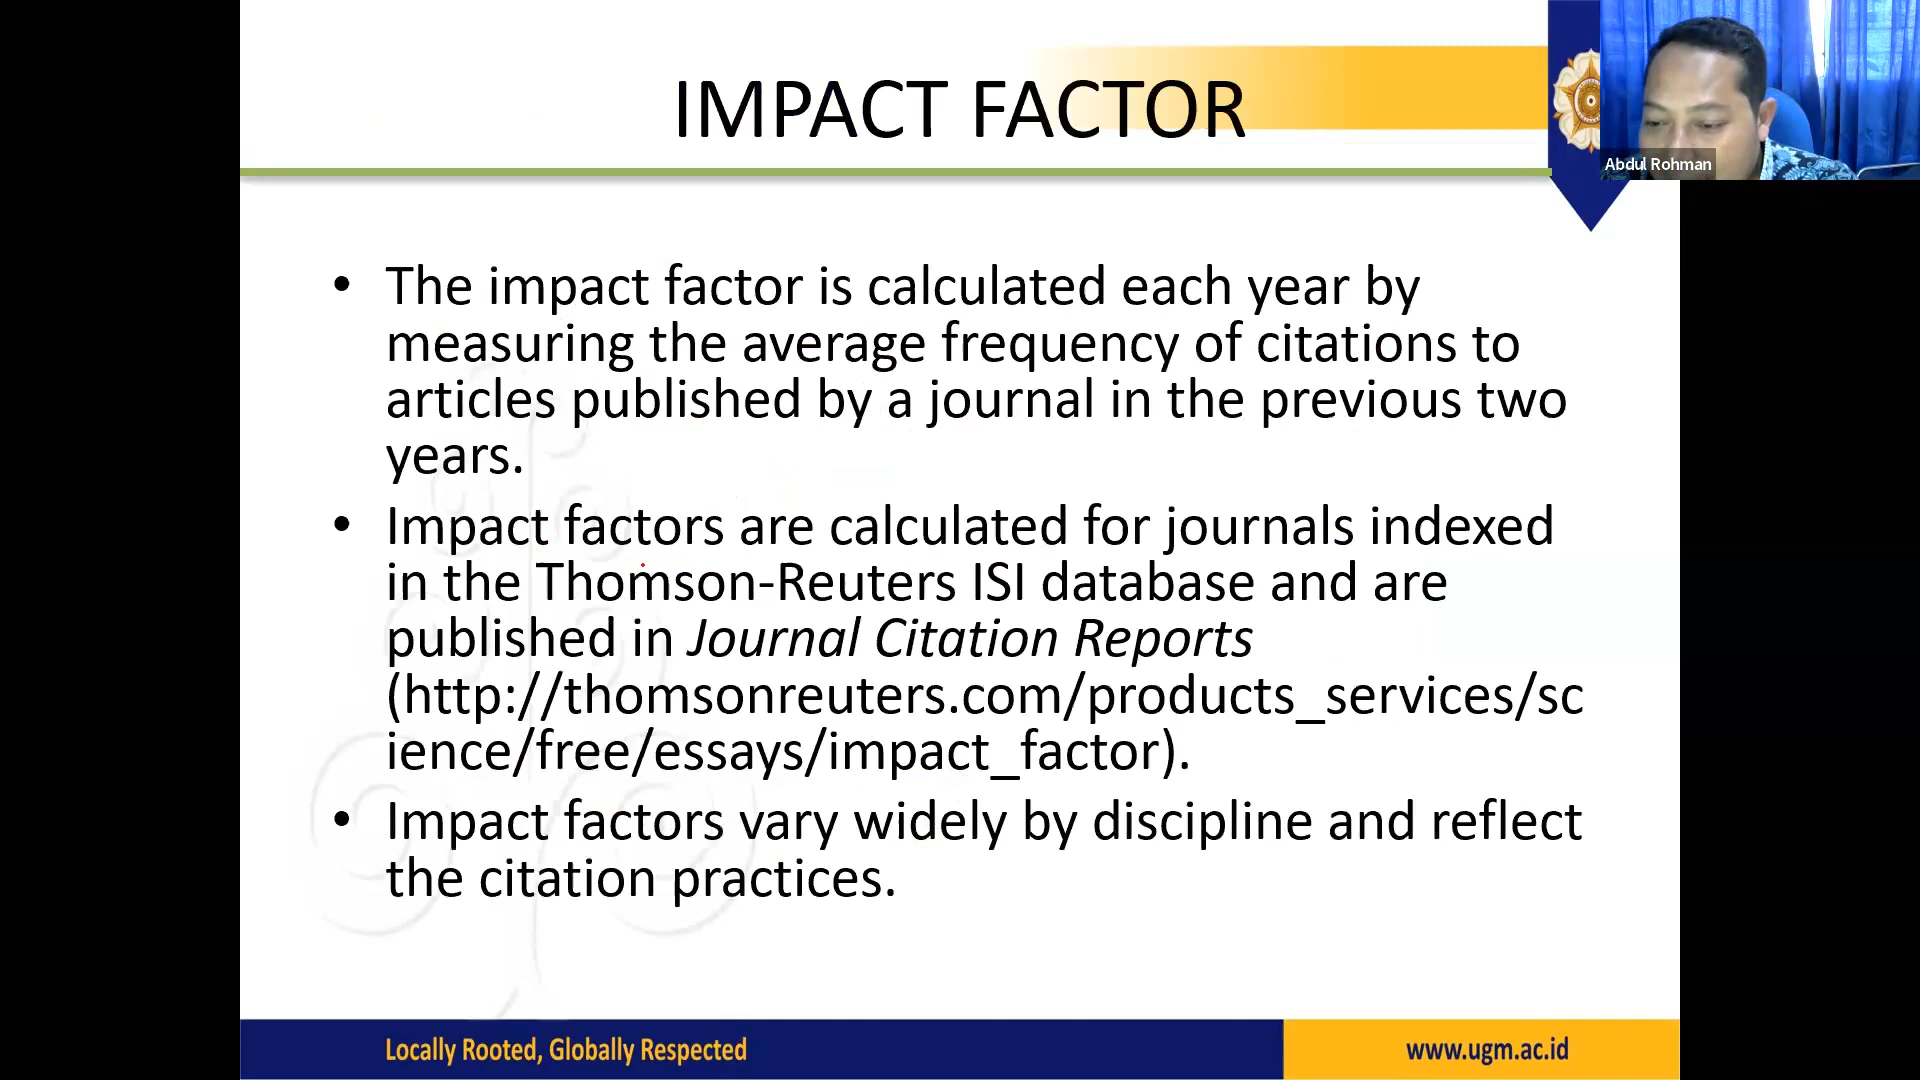 IMPACT FACTOR
Abdul Rohman
• The impact factor is calculated each year by
measuring the average frequency of citations to
articles published by a journal in the previous two
years.
• Impact factors are calculated for journals indexed
in the Thomson-Reuters ISI database and are
published in Journal Citation Reports
(http://thomsonreuters.com/products_services/sc
ience/free/essays/impact_factor).
• Impact factors vary widely by discipline and reflect
the citation practices.
Locally Rooted, Globally Respected
www.ugm.ac.id